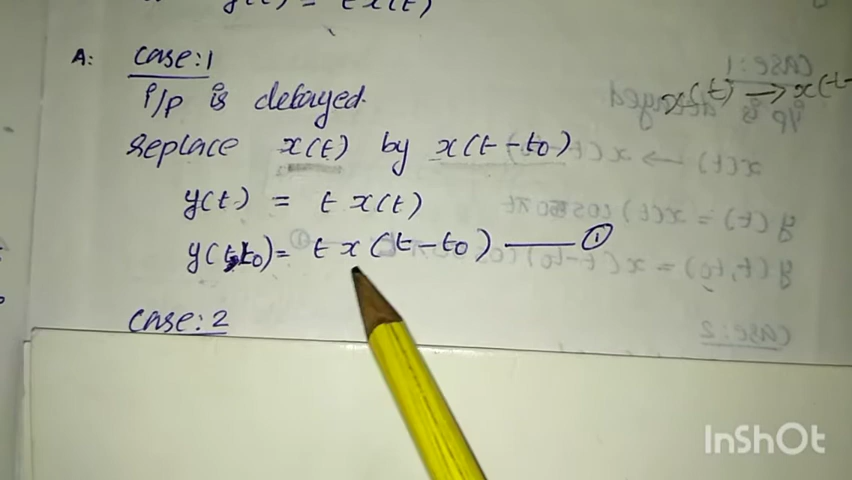 y(t) = t x(t)
A: case:1
i/p is delayed.
replace x(t) by x(t-t0)
y(t) = t x(t)
y(t,t0) = t x(t-t0) —— ①
case:2
x(t) → x(t-
InShOt